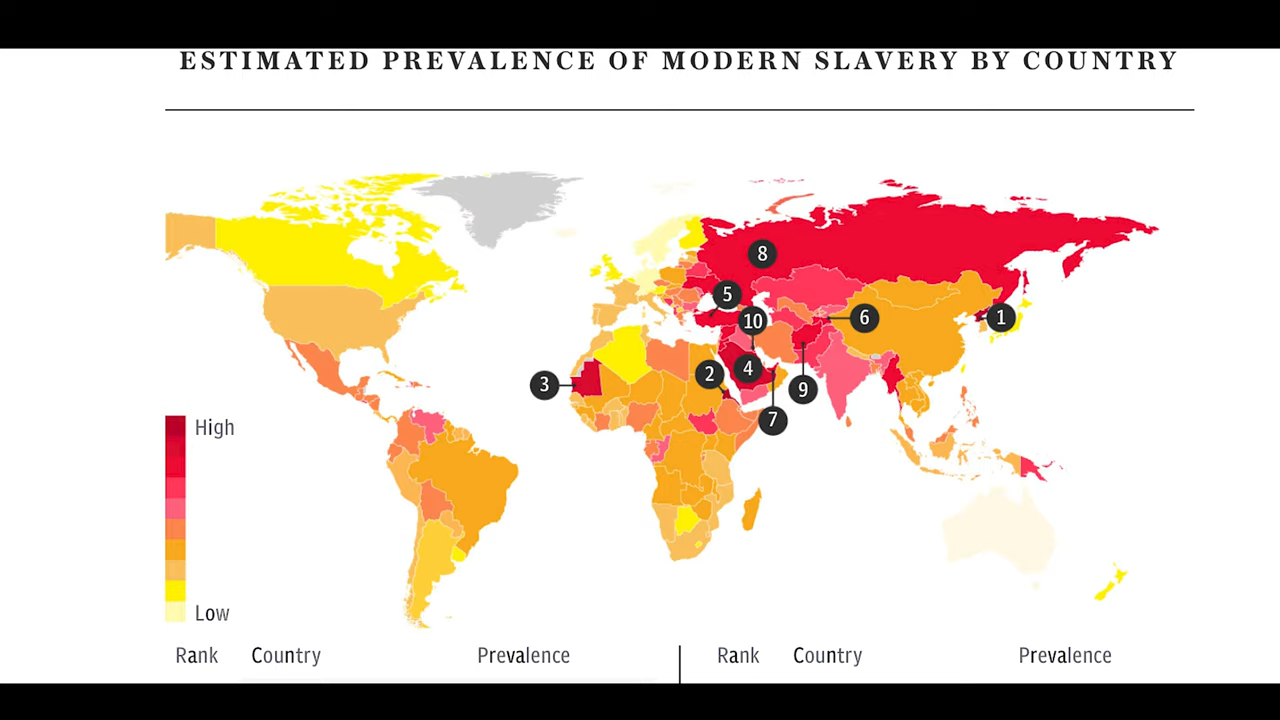 ESTIMATED PREVALENCE OF MODERN SLAVERY BY COUNTRY
8
5
10
6
1
3
2
4
9
7
High
Low
Rank Country Prevalence Rank Country Prevalence